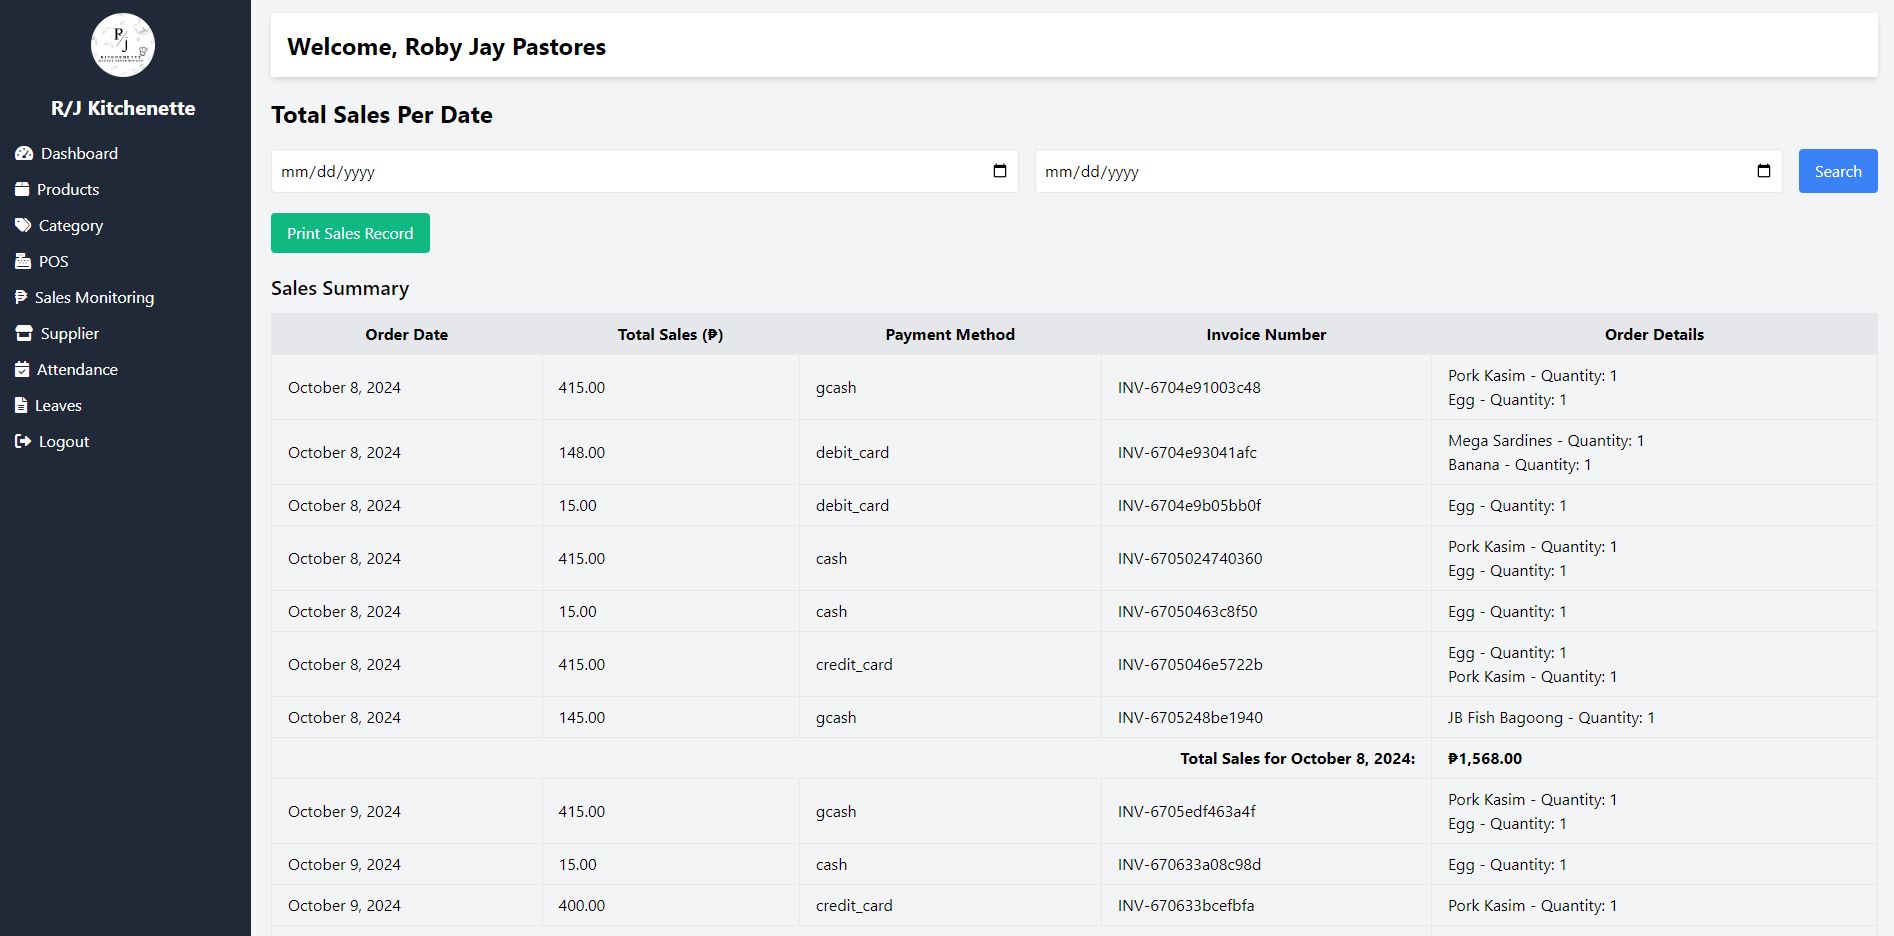 P/J
KITCHENETTE
R/J Kitchenette
Dashboard
Products
Category
POS
Sales Monitoring
Supplier
Attendance
Leaves
Logout
Welcome, Roby Jay Pastores
Total Sales Per Date
mm/dd/yyyy mm/dd/yyyy Search
Print Sales Record
Sales Summary
Order Date Total Sales (₱) Payment Method Invoice Number Order Details
October 8, 2024 415.00 gcash INV-6704e91003c48 Pork Kasim - Quantity: 1
Egg - Quantity: 1
October 8, 2024 148.00 debit_card INV-6704e93041afc Mega Sardines - Quantity: 1
Banana - Quantity: 1
October 8, 2024 15.00 debit_card INV-6704e9b05bb0f Egg - Quantity: 1
October 8, 2024 415.00 cash INV-6705024740360 Pork Kasim - Quantity: 1
Egg - Quantity: 1
October 8, 2024 15.00 cash INV-67050463c8f50 Egg - Quantity: 1
October 8, 2024 415.00 credit_card INV-6705046e5722b Egg - Quantity: 1
Pork Kasim - Quantity: 1
October 8, 2024 145.00 gcash INV-6705248be1940 JB Fish Bagoong - Quantity: 1
Total Sales for October 8, 2024: ₱1,568.00
October 9, 2024 415.00 gcash INV-6705edf463a4f Pork Kasim - Quantity: 1
Egg - Quantity: 1
October 9, 2024 15.00 cash INV-670633a08c98d Egg - Quantity: 1
October 9, 2024 400.00 credit_card INV-670633bcefbfa Pork Kasim - Quantity: 1